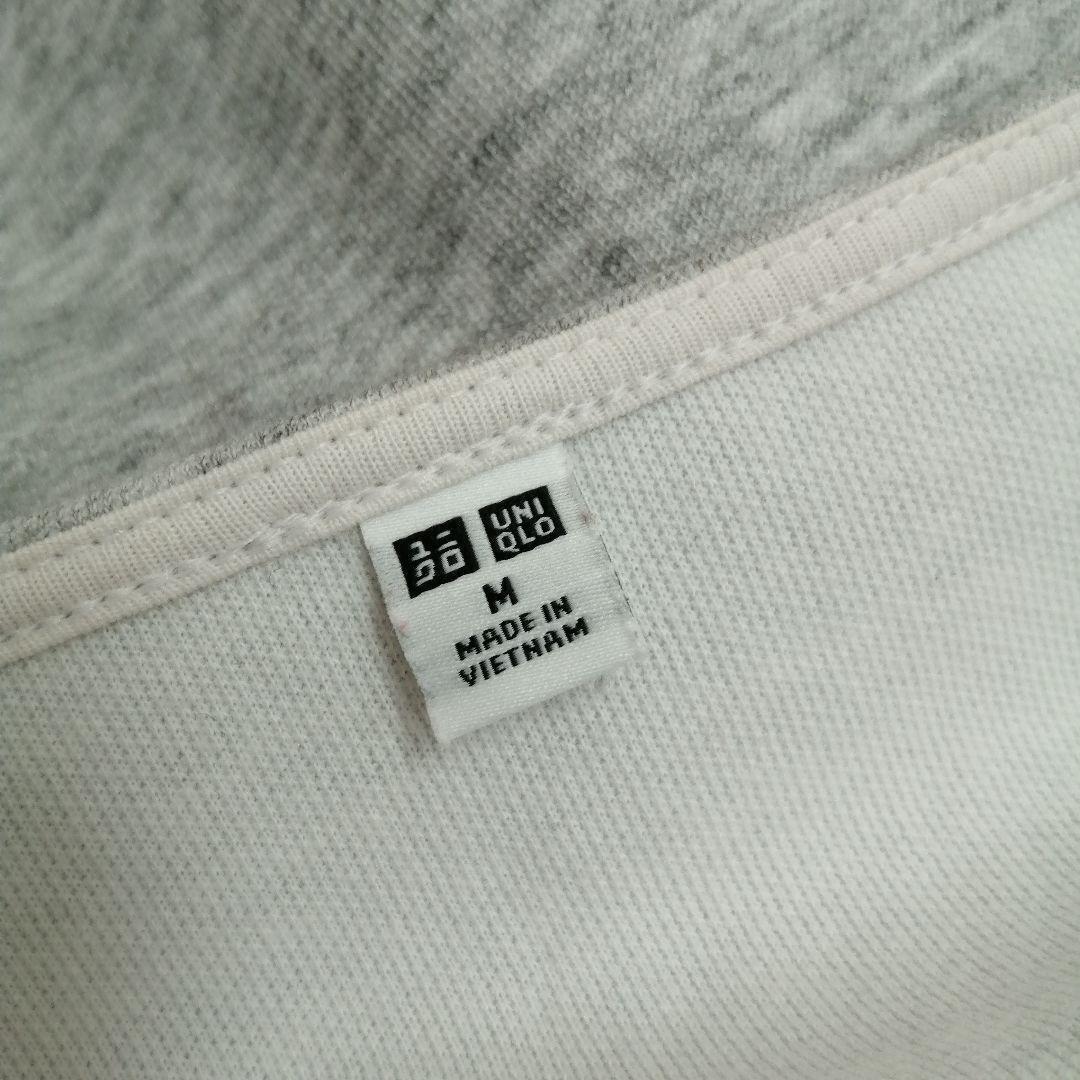 ユニ UNI
クロ QLO
M
MADE IN
VIETNAM